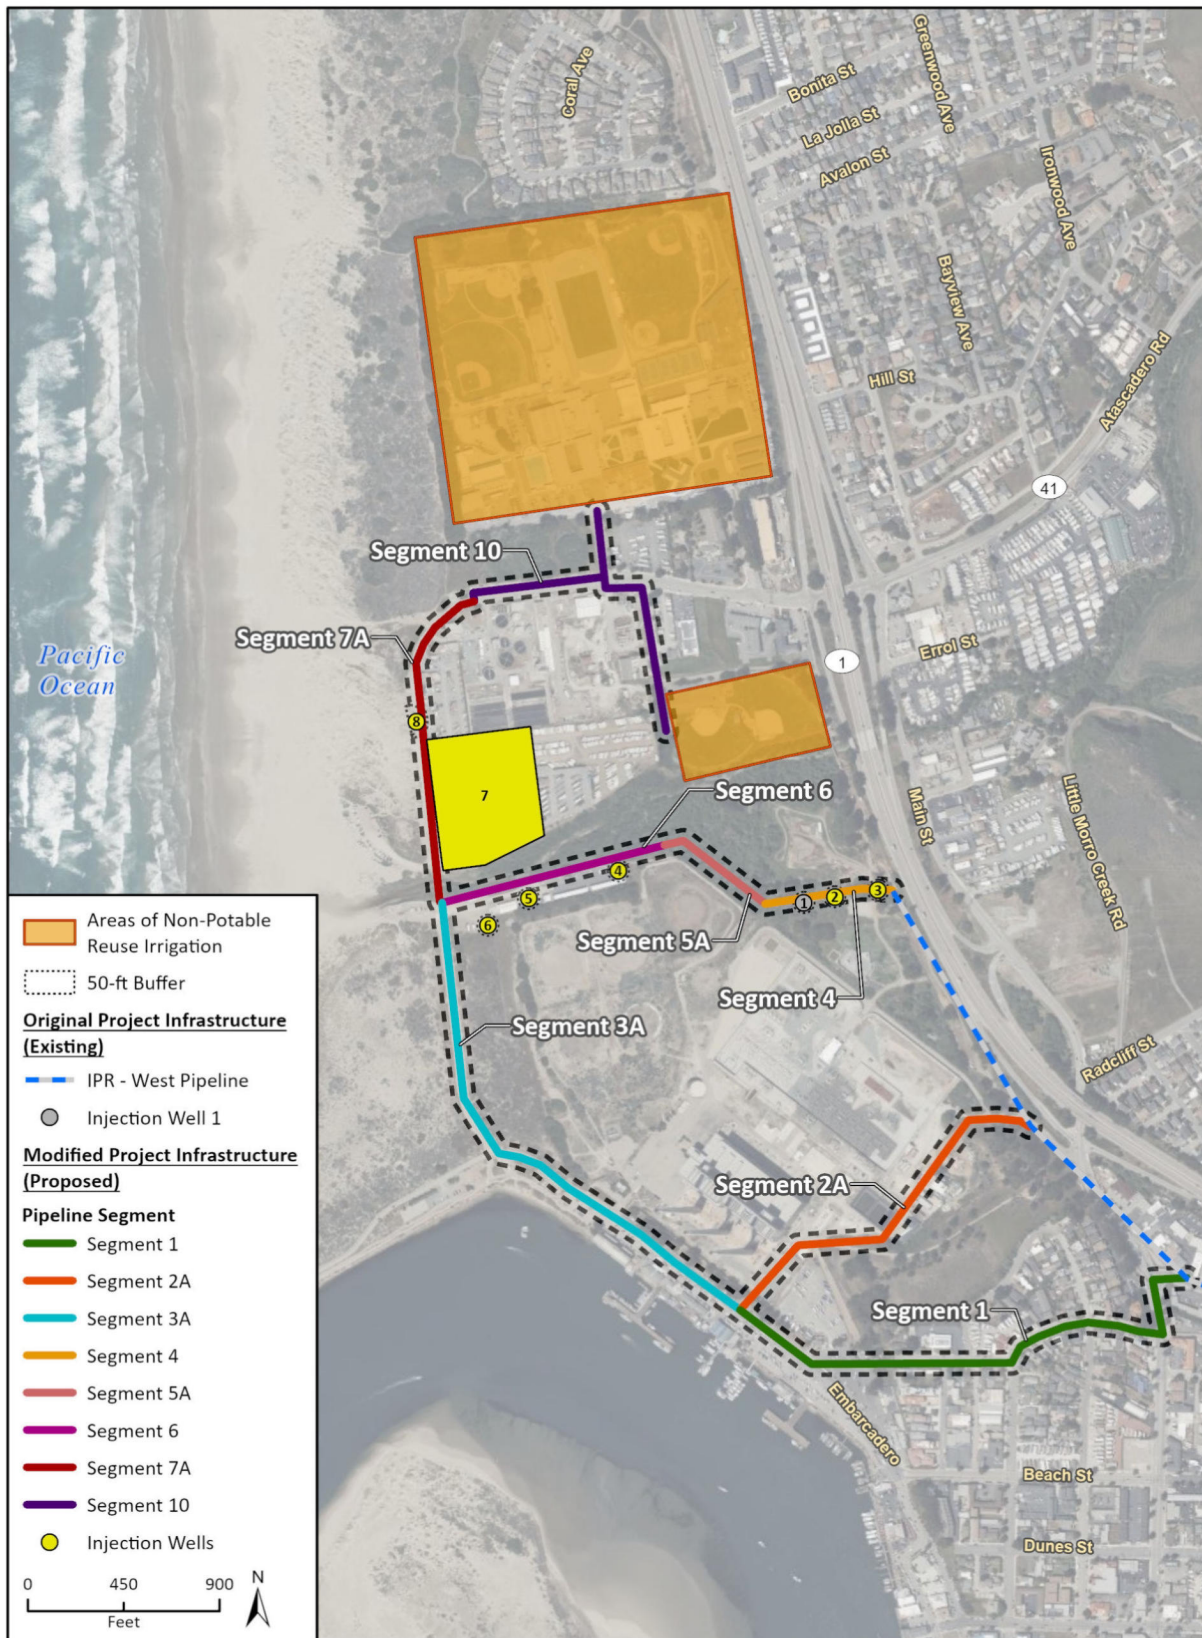 Coral Ave
Greenwood Ave
Bonita St
La Jolla St
Avalon St
Ironwood Ave
Bayview Ave
Hill St
Atascadero Rd
41
Segment 10
Segment 7A
Pacific
Ocean
Errol St
1
8
7
Segment 6
Main St
Little Morro Creek Rd
4
5
6
1
2
3
Segment 5A
Segment 4
Segment 3A
Radcliff St
Segment 2A
Segment 1
Embarcadero
Beach St
Dunes St
Areas of Non-Potable
Reuse Irrigation
50-ft Buffer
Original Project Infrastructure
(Existing)
IPR - West Pipeline
Injection Well 1
Modified Project Infrastructure
(Proposed)
Pipeline Segment
Segment 1
Segment 2A
Segment 3A
Segment 4
Segment 5A
Segment 6
Segment 7A
Segment 10
Injection Wells
0 450 900
Feet
N